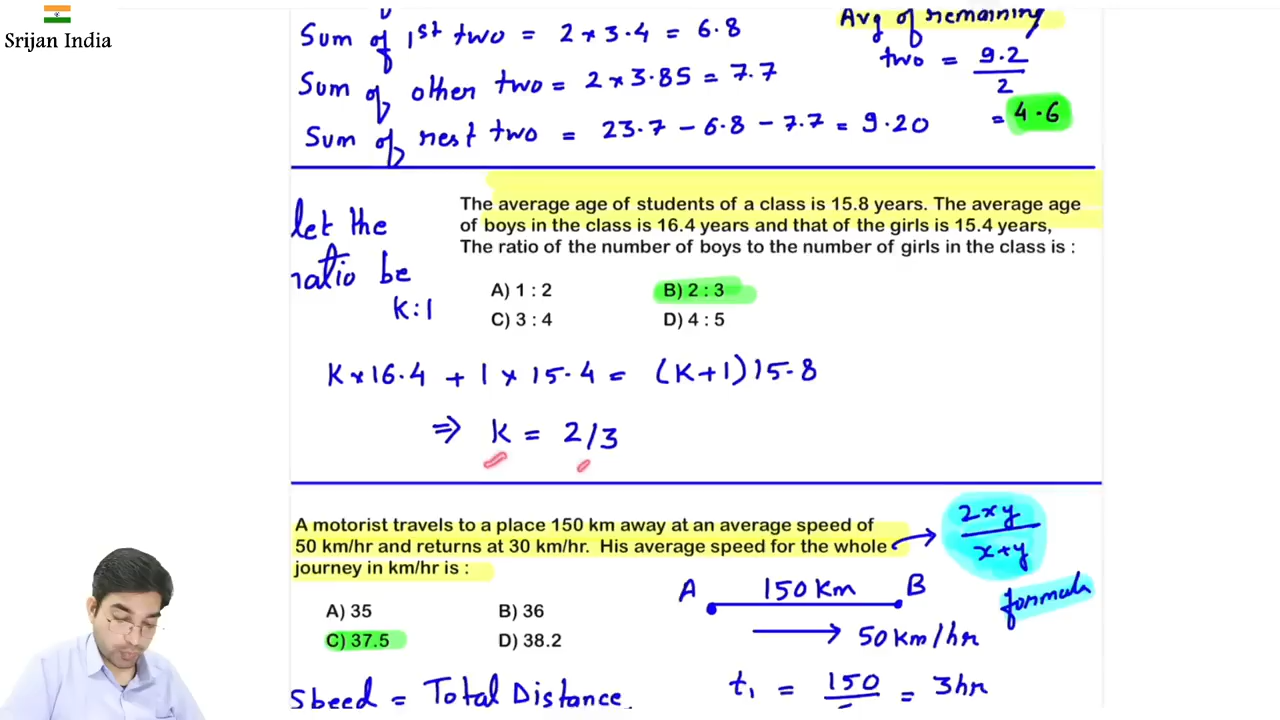 Srijan India
Sum of 1st two = 2 × 3.4 = 6.8
Sum of other two = 2 × 3.85 = 7.7
Sum of rest two = 23.7 - 6.8 - 7.7 = 9.20
Avg of remaining
two = 9.2
2
= 4.6
let the
ratio be
K:1
The average age of students of a class is 15.8 years. The average age
of boys in the class is 16.4 years and that of the girls is 15.4 years,
The ratio of the number of boys to the number of girls in the class is :
A) 1 : 2 B) 2 : 3
C) 3 : 4 D) 4 : 5
K × 16.4 + 1 × 15.4 = (K+1) 15.8
⇒ K = 2/3
A motorist travels to a place 150 km away at an average speed of
50 km/hr and returns at 30 km/hr. His average speed for the whole
journey in km/hr is :
2xy
x+y
formula
A) 35 B) 36
C) 37.5 D) 38.2
A 150 Km B
→ 50 km/hr
Speed = Total Distance
t₁ = 150 = 3 hr